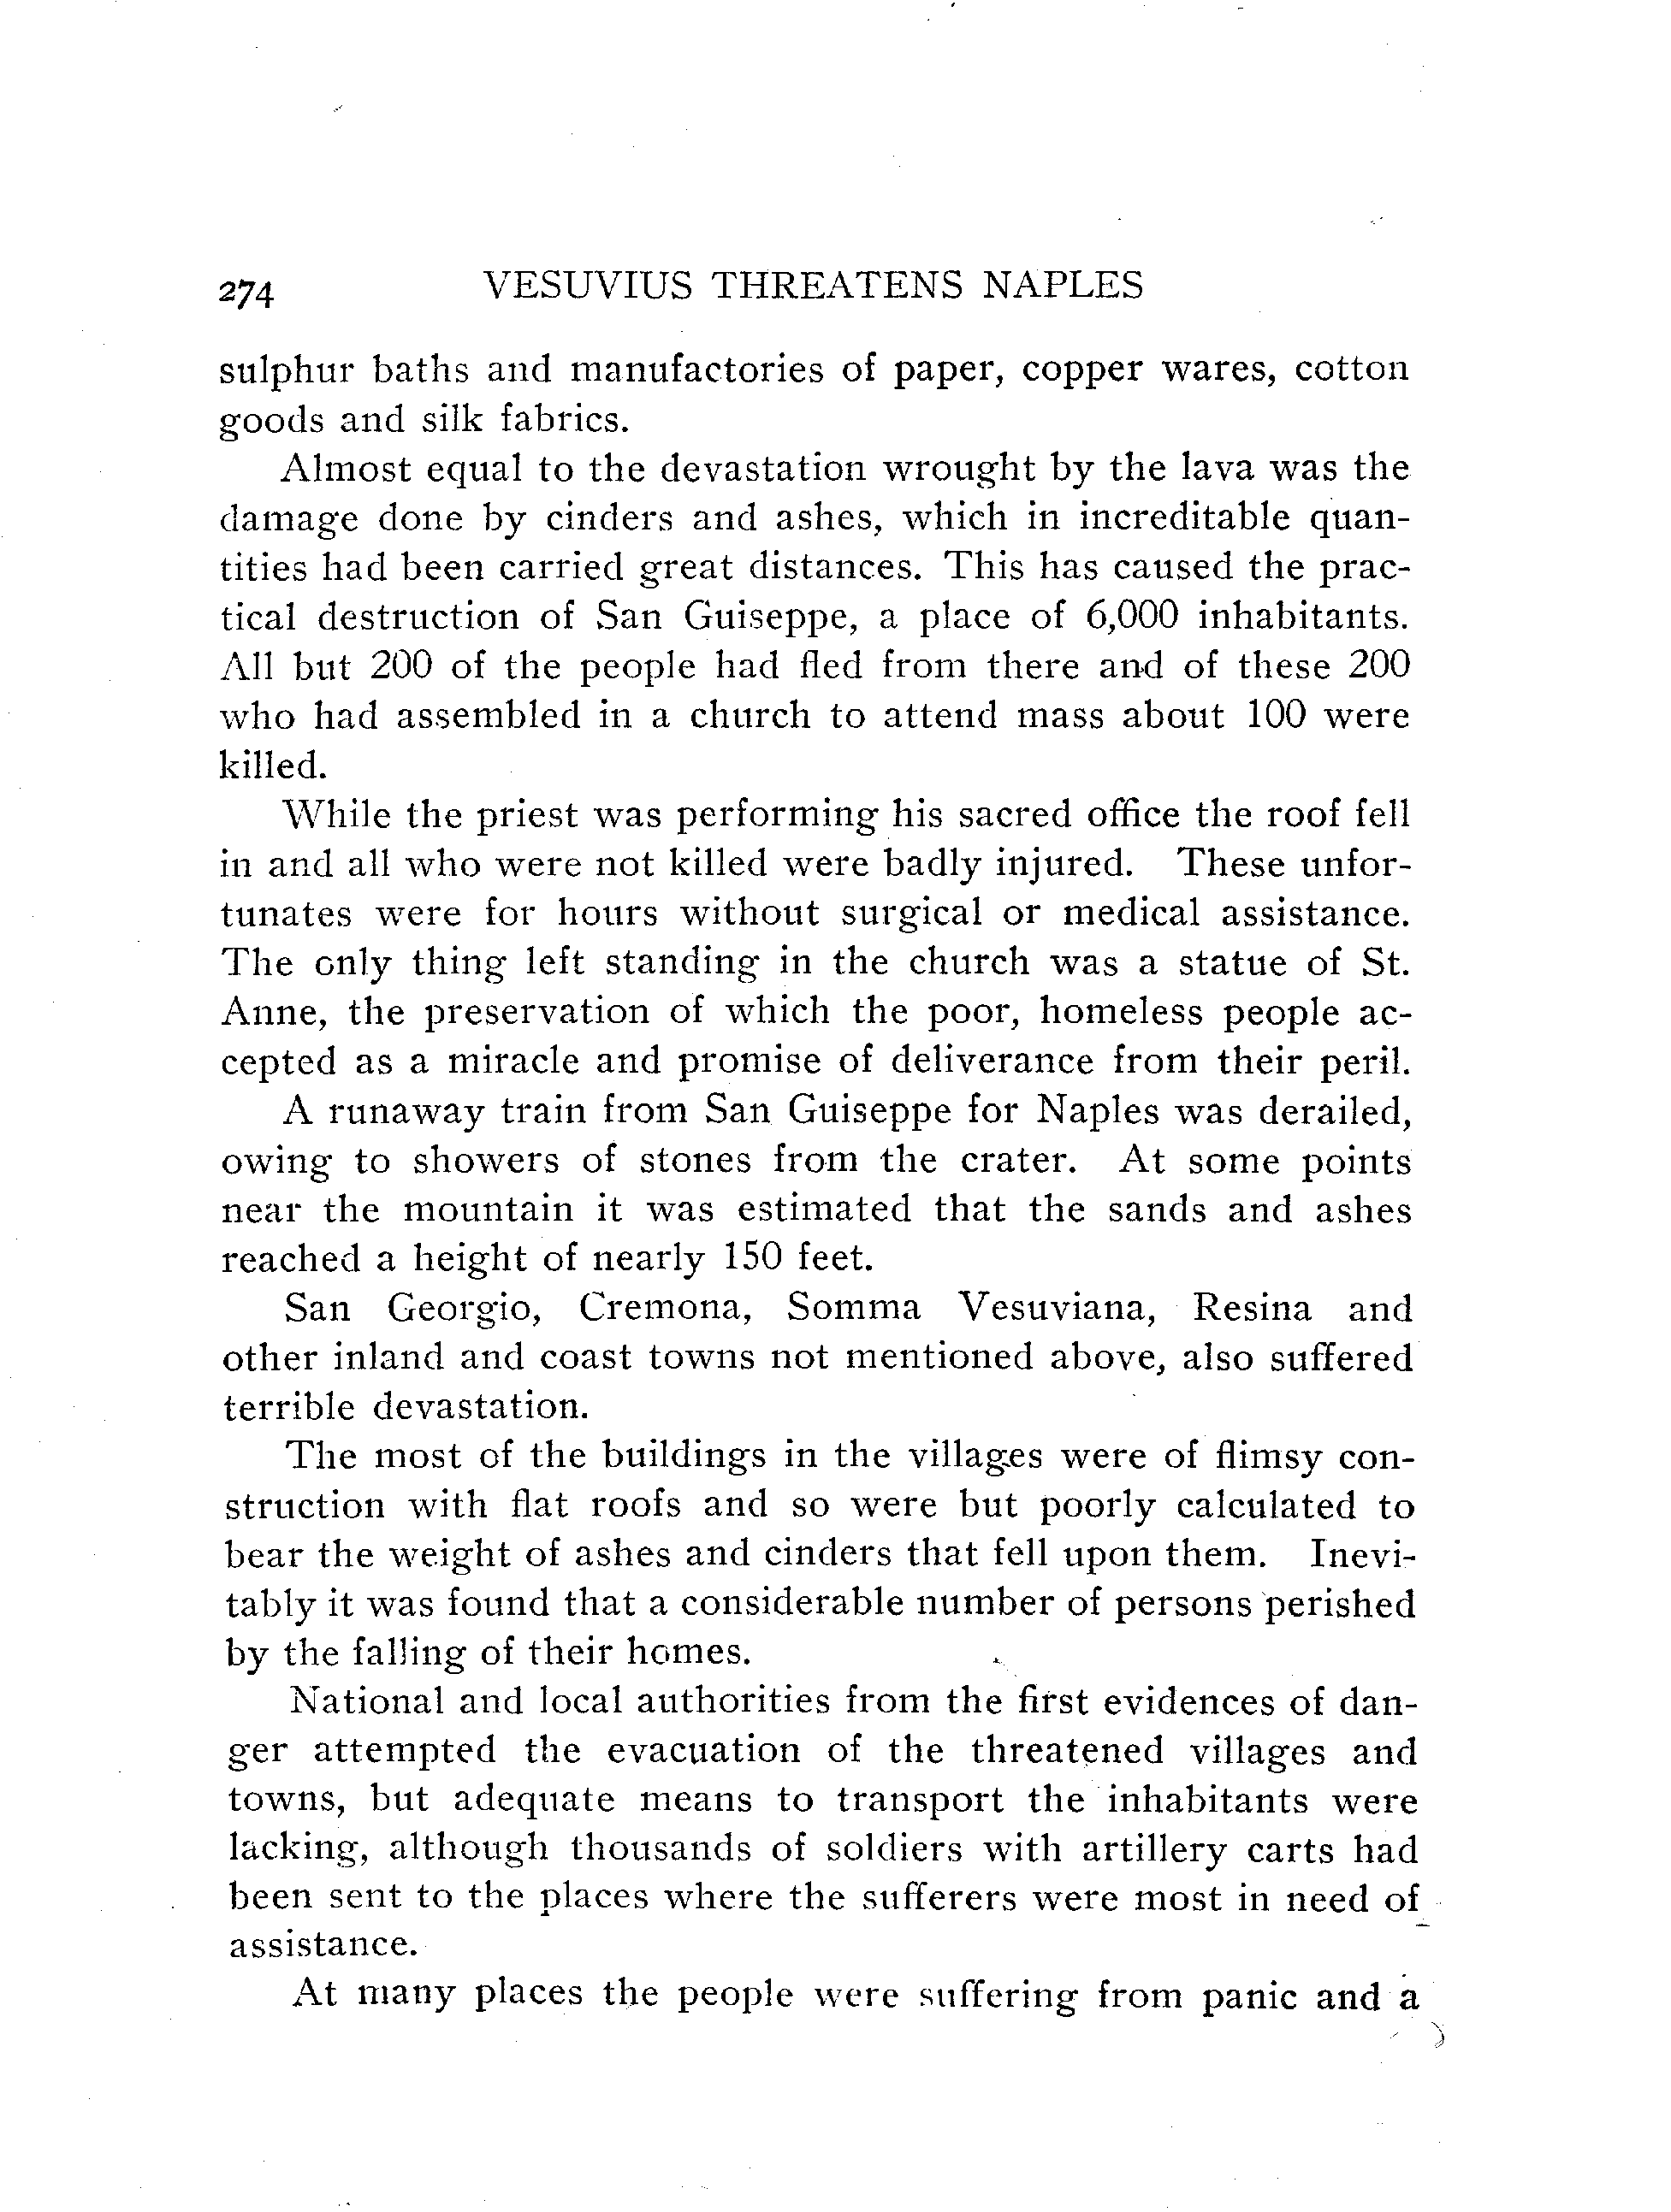 274 VESUVIUS THREATENS NAPLES
sulphur baths and manufactories of paper, copper wares, cotton
goods and silk fabrics.
Almost equal to the devastation wrought by the lava was the
damage done by cinders and ashes, which in increditable quan-
tities had been carried great distances. This has caused the prac-
tical destruction of San Guiseppe, a place of 6,000 inhabitants.
All but 200 of the people had fled from there and of these 200
who had assembled in a church to attend mass about 100 were
killed.
While the priest was performing his sacred office the roof fell
in and all who were not killed were badly injured. These unfor-
tunates were for hours without surgical or medical assistance.
The only thing left standing in the church was a statue of St.
Anne, the preservation of which the poor, homeless people ac-
cepted as a miracle and promise of deliverance from their peril.
A runaway train from San Guiseppe for Naples was derailed,
owing to showers of stones from the crater. At some points
near the mountain it was estimated that the sands and ashes
reached a height of nearly 150 feet.
San Georgio, Cremona, Somma Vesuviana, Resina and
other inland and coast towns not mentioned above, also suffered
terrible devastation.
The most of the buildings in the villages were of flimsy con-
struction with flat roofs and so were but poorly calculated to
bear the weight of ashes and cinders that fell upon them. Inevi-
tably it was found that a considerable number of persons perished
by the falling of their homes.
National and local authorities from the first evidences of dan-
ger attempted the evacuation of the threatened villages and
towns, but adequate means to transport the inhabitants were
lacking, although thousands of soldiers with artillery carts had
been sent to the places where the sufferers were most in need of
assistance.
At many places the people were suffering from panic and a